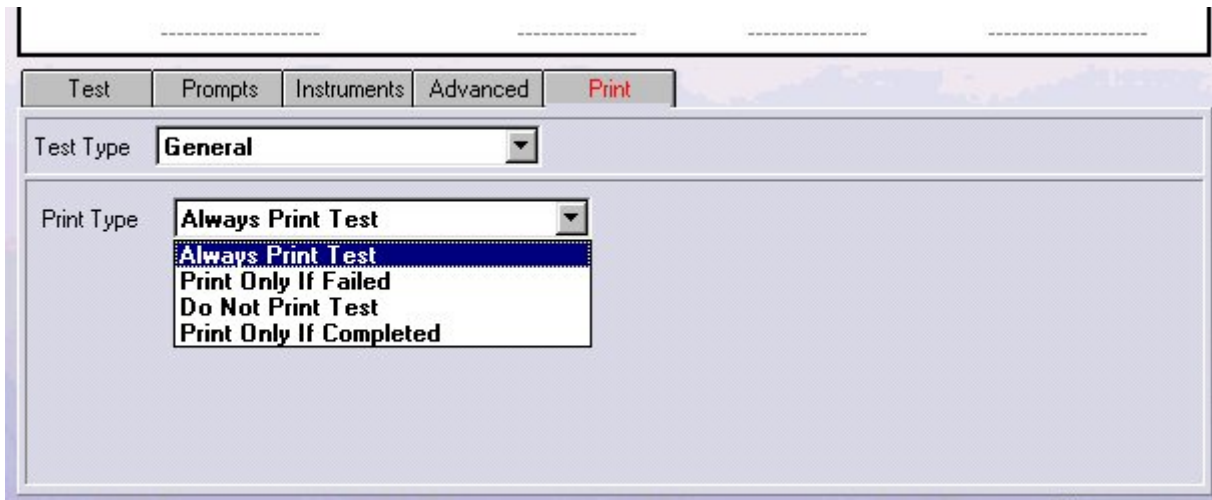 Test Prompts Instruments Advanced Print
Test Type General
Print Type Always Print Test
Always Print Test
Print Only If Failed
Do Not Print Test
Print Only If Completed